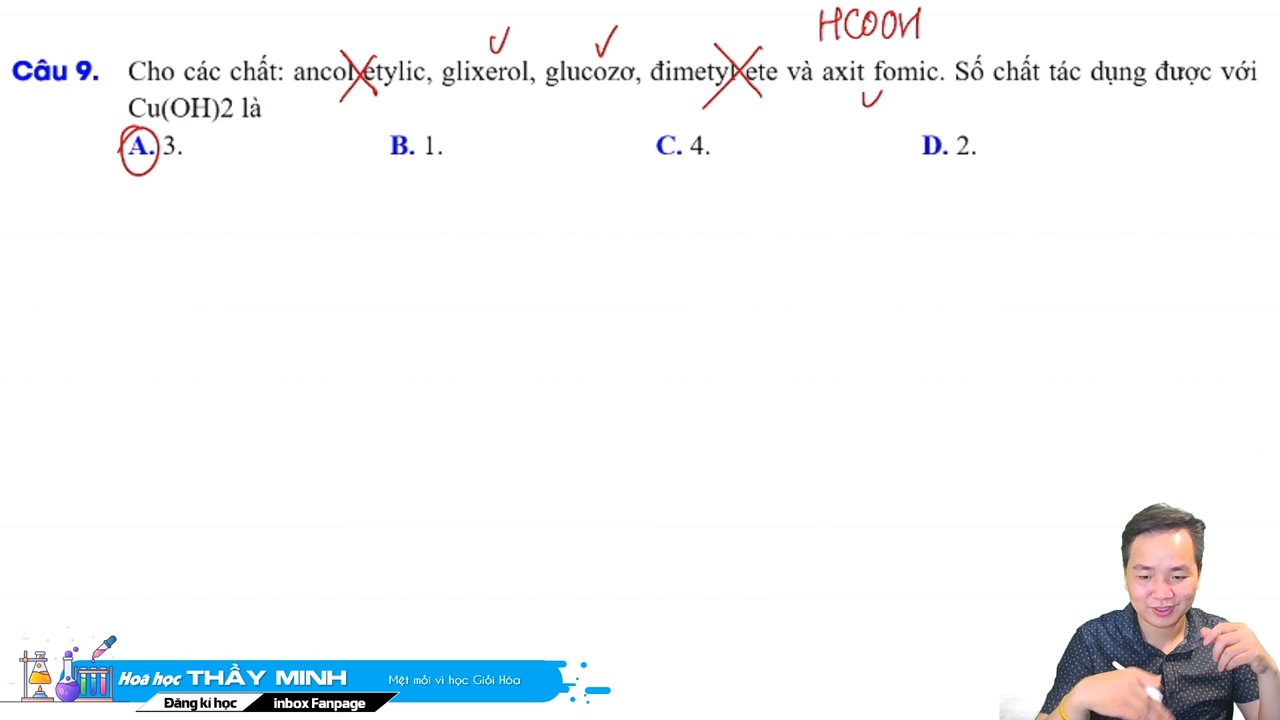 HCOOH
Câu 9. Cho các chất: ancol etylic, glixerol, glucozơ, đimetyl ete và axit fomic. Số chất tác dụng được với
Cu(OH)2 là
A. 3. B. 1. C. 4. D. 2.
Hoá học THẦY MINH Mệt mỏi vì học Giỏi Hóa
Đăng kí học inbox Fanpage